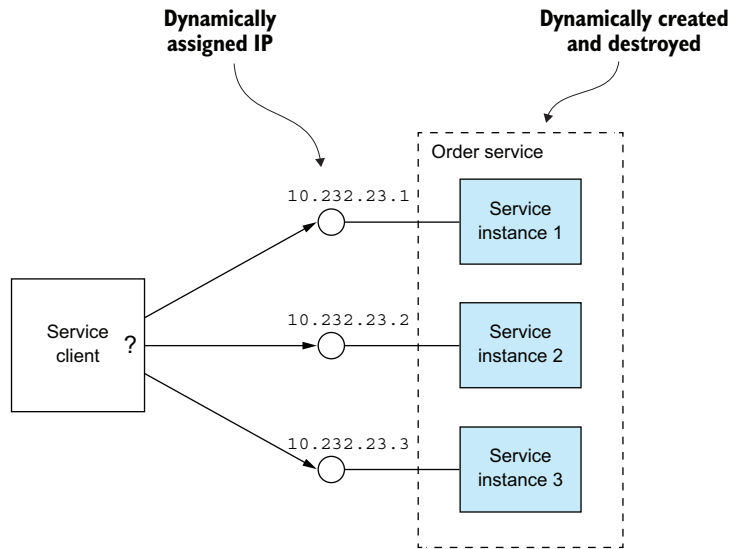 Dynamically
assigned IP
Dynamically created
and destroyed
Order service
10.232.23.1
Service
instance 1
Service
client
?
10.232.23.2
Service
instance 2
10.232.23.3
Service
instance 3